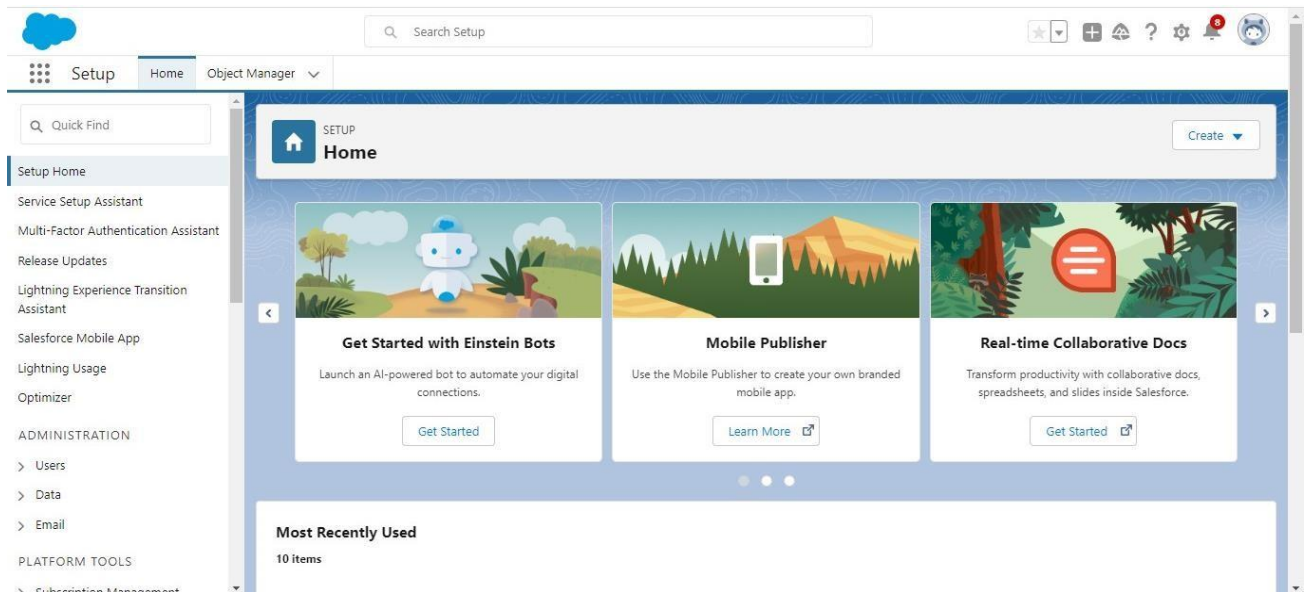 Search Setup
?
8
Setup
Home
Object Manager
Quick Find
Setup Home
Service Setup Assistant
Multi-Factor Authentication Assistant
Release Updates
Lightning Experience Transition
Assistant
Salesforce Mobile App
Lightning Usage
Optimizer
ADMINISTRATION
Users
Data
Email
PLATFORM TOOLS
Subscription Management
SETUP
Home
Create
Get Started with Einstein Bots
Launch an AI-powered bot to automate your digital
connections.
Get Started
Mobile Publisher
Use the Mobile Publisher to create your own branded
mobile app.
Learn More
Real-time Collaborative Docs
Transform productivity with collaborative docs,
spreadsheets, and slides inside Salesforce.
Get Started
Most Recently Used
10 items